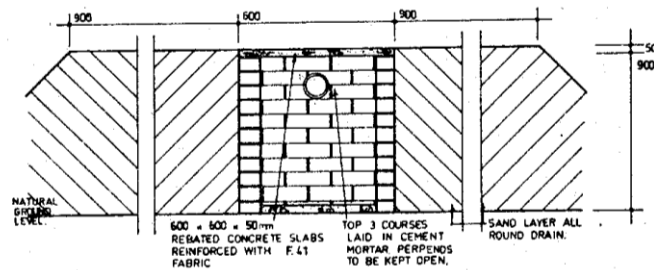 900
600
900
50
900
NATURAL
GROUND
LEVEL.
600 x 600 x 50mm
REBATED CONCRETE SLABS
REINFORCED WITH F.41
FABRIC
TOP 3 COURSES
LAID IN CEMENT
MORTAR PERPENDS
TO BE KEPT OPEN.
SAND LAYER ALL
ROUND DRAIN.